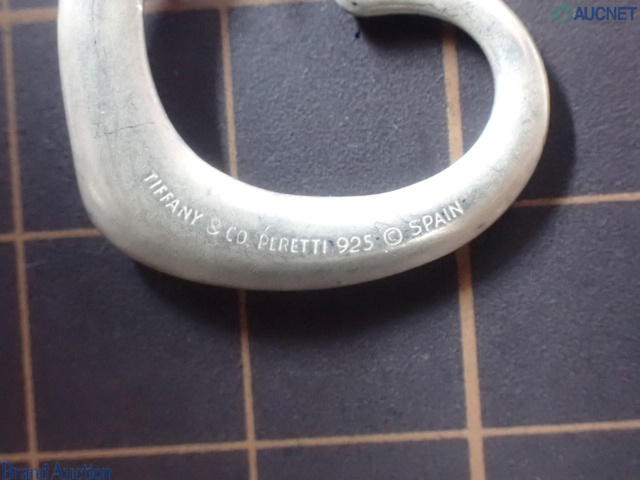 AUCNET
TIFFANY & CO PERETTI 925 © SPAIN
Brand Auction